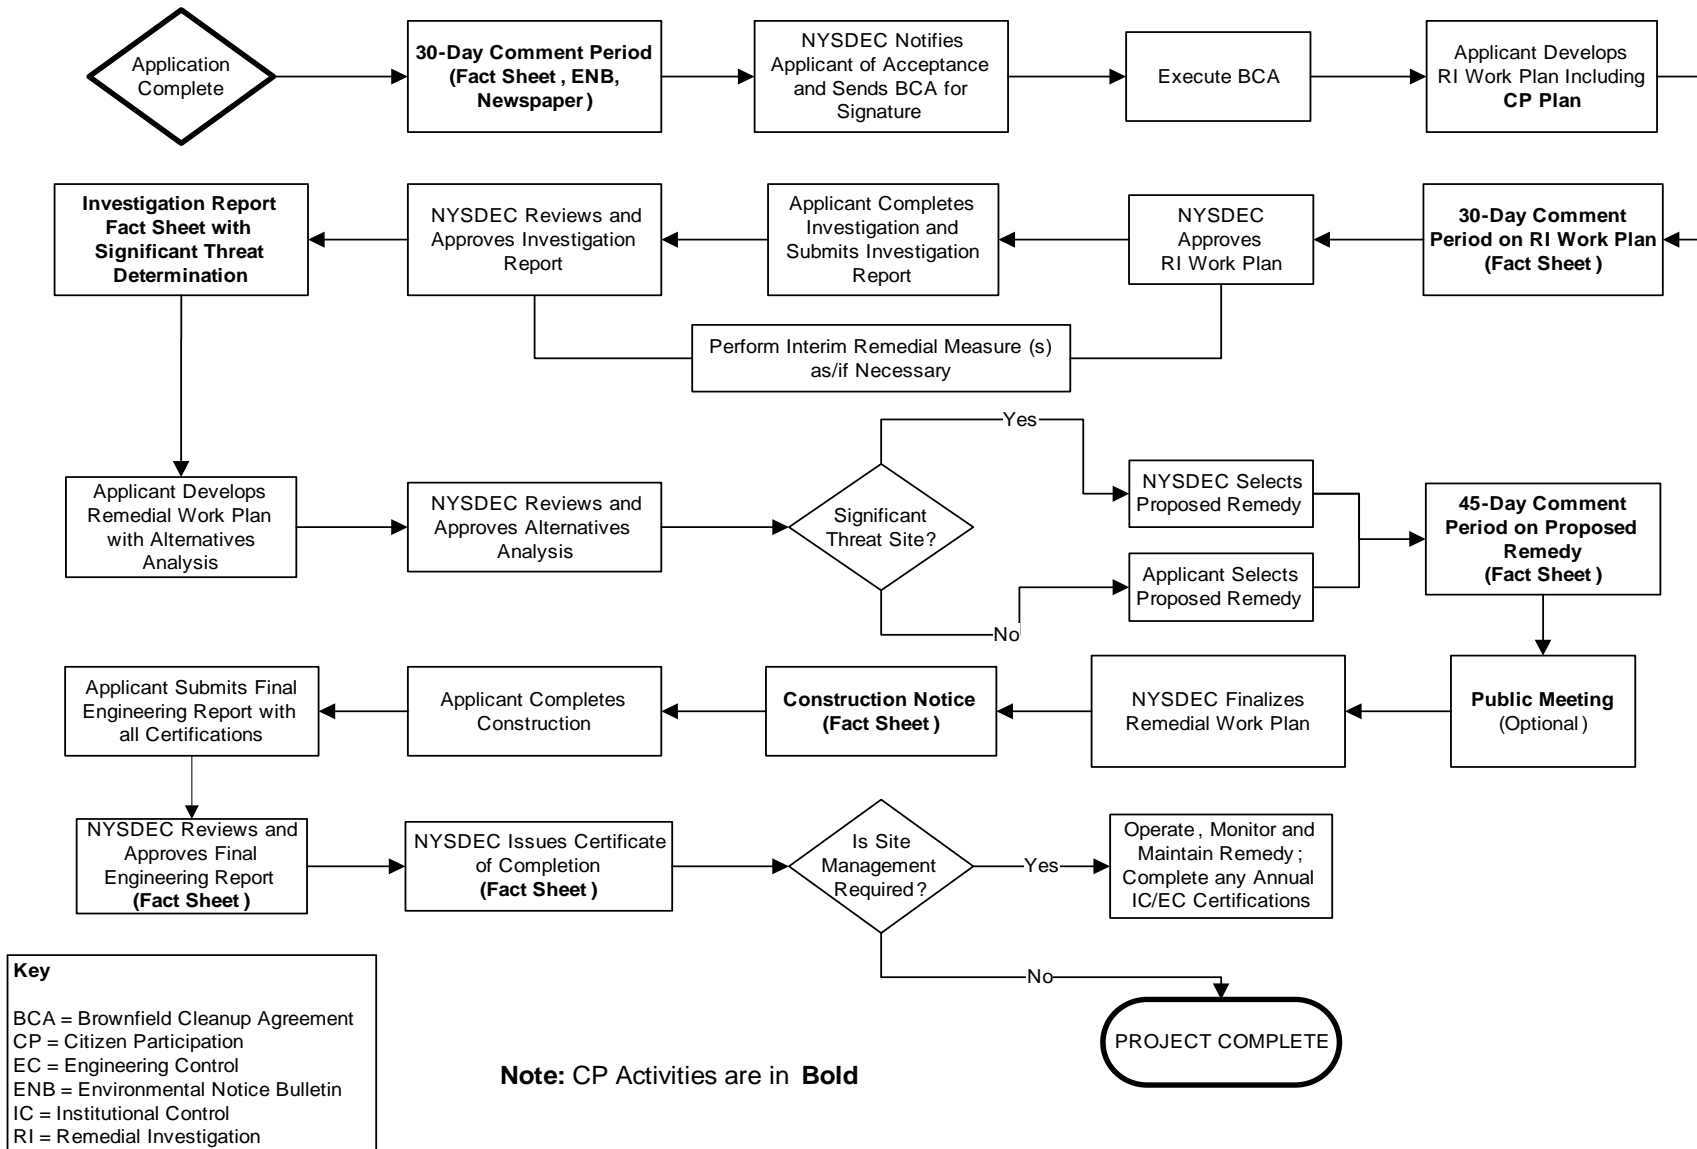 Application
Complete
30-Day Comment Period
(Fact Sheet, ENB,
Newspaper)
NYSDEC Notifies
Applicant of Acceptance
and Sends BCA for
Signature
Execute BCA
Applicant Develops
RI Work Plan Including
CP Plan
Investigation Report
Fact Sheet with
Significant Threat
Determination
NYSDEC Reviews and
Approves Investigation
Report
Applicant Completes
Investigation and
Submits Investigation
Report
NYSDEC
Approves
RI Work Plan
30-Day Comment
Period on RI Work Plan
(Fact Sheet)
Perform Interim Remedial Measure (s)
as/if Necessary
Applicant Develops
Remedial Work Plan
with Alternatives
Analysis
NYSDEC Reviews and
Approves Alternatives
Analysis
Significant
Threat Site?
Yes
No
NYSDEC Selects
Proposed Remedy
Applicant Selects
Proposed Remedy
45-Day Comment
Period on Proposed
Remedy
(Fact Sheet)
Applicant Submits Final
Engineering Report with
all Certifications
Applicant Completes
Construction
Construction Notice
(Fact Sheet)
NYSDEC Finalizes
Remedial Work Plan
Public Meeting
(Optional)
NYSDEC Reviews and
Approves Final
Engineering Report
(Fact Sheet)
NYSDEC Issues Certificate
of Completion
(Fact Sheet)
Is Site
Management
Required?
Yes
Operate, Monitor and
Maintain Remedy;
Complete any Annual
IC/EC Certifications
No
PROJECT COMPLETE
Key
BCA = Brownfield Cleanup Agreement
CP = Citizen Participation
EC = Engineering Control
ENB = Environmental Notice Bulletin
IC = Institutional Control
RI = Remedial Investigation
Note: CP Activities are in Bold